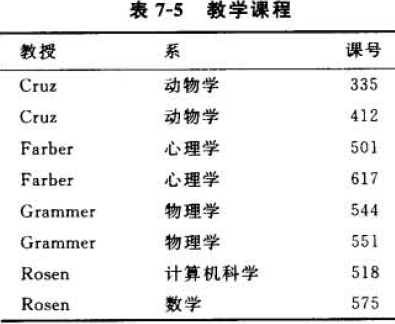 表 7-5 教学课程
教授 系 课号
Cruz 动物学 335
Cruz 动物学 412
Farber 心理学 501
Farber 心理学 617
Grammer 物理学 544
Grammer 物理学 551
Rosen 计算机科学 518
Rosen 数学 575